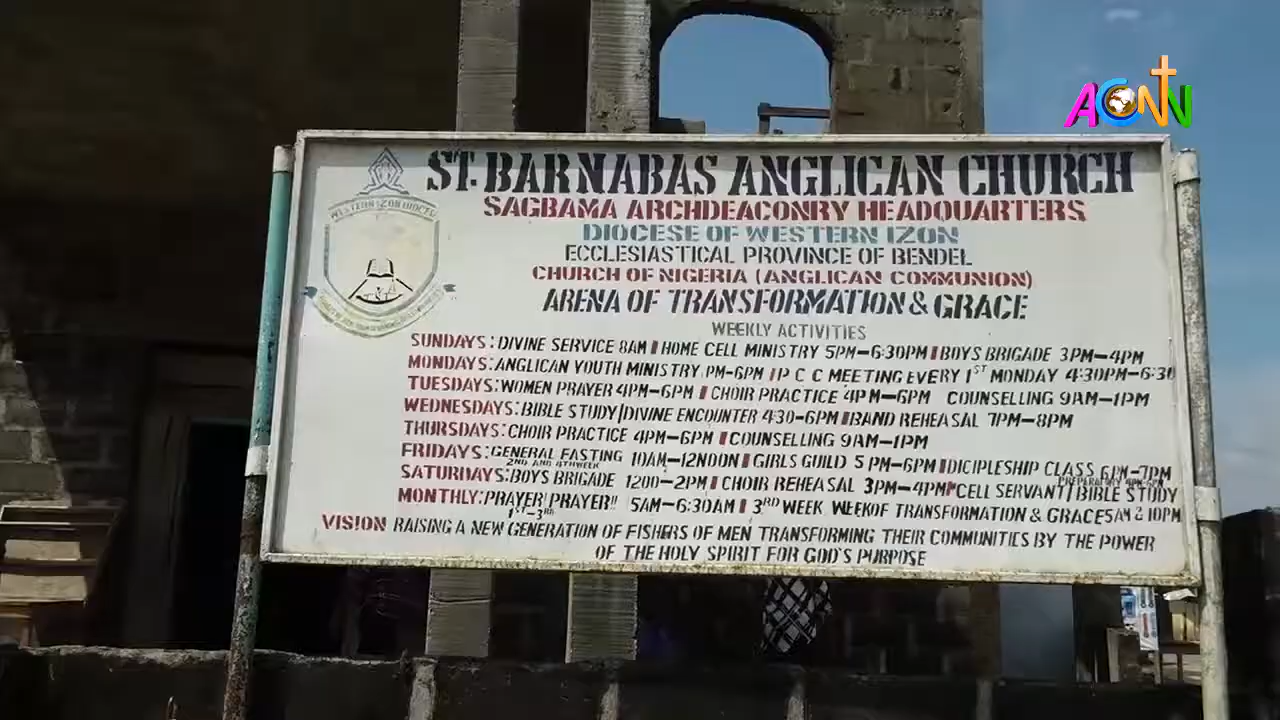 ACNN
ST. BARNABAS ANGLICAN CHURCH
SAGBAMA ARCHDEACONRY HEADQUARTERS
DIOCESE OF WESTERN IZON
ECCLESIASTICAL PROVINCE OF BENDEL
CHURCH OF NIGERIA (ANGLICAN COMMUNION)
ARENA OF TRANSFORMATION & GRACE
WESTERN IZON DIOCESE
WEEKLY ACTIVITIES
SUNDAYS: DIVINE SERVICE 8AM HOME CELL MINISTRY 5PM-6:30PM BOYS BRIGADE 3PM-4PM
MONDAYS: ANGLICAN YOUTH MINISTRY PM-6PM P C C MEETING EVERY 1ST MONDAY 4:30PM-6:30
TUESDAYS: WOMEN PRAYER 4PM-6PM CHOIR PRACTICE 4PM-6PM COUNSELLING 9AM-1PM
WEDNESDAYS: BIBLE STUDY/DIVINE ENCOUNTER 4:30-6PM BAND REHEASAL 7PM-8PM
THURSDAYS: CHOIR PRACTICE 4PM-6PM COUNSELLING 9AM-1PM
FRIDAYS: GENERAL FASTING 10AM-12NOON GIRLS GUILD 5PM-6PM DICIPLESHIP CLASS 6PM-7PM
2ND AND 4TH WEEK
SATURDAYS: BOYS BRIGADE 1200-2PM CHOIR REHEASAL 3PM-4PM CELL SERVANT/BIBLE STUDY
PREPERATORY
MONTHLY: PRAYER! PRAYER!! 5AM-6:30AM 3RD WEEK WEEK OF TRANSFORMATION & GRACE 5AM & 10PM
1ST-3RD
VISION RAISING A NEW GENERATION OF FISHERS OF MEN TRANSFORMING THEIR COMMUNITIES BY THE POWER
OF THE HOLY SPIRIT FOR GOD'S PURPOSE